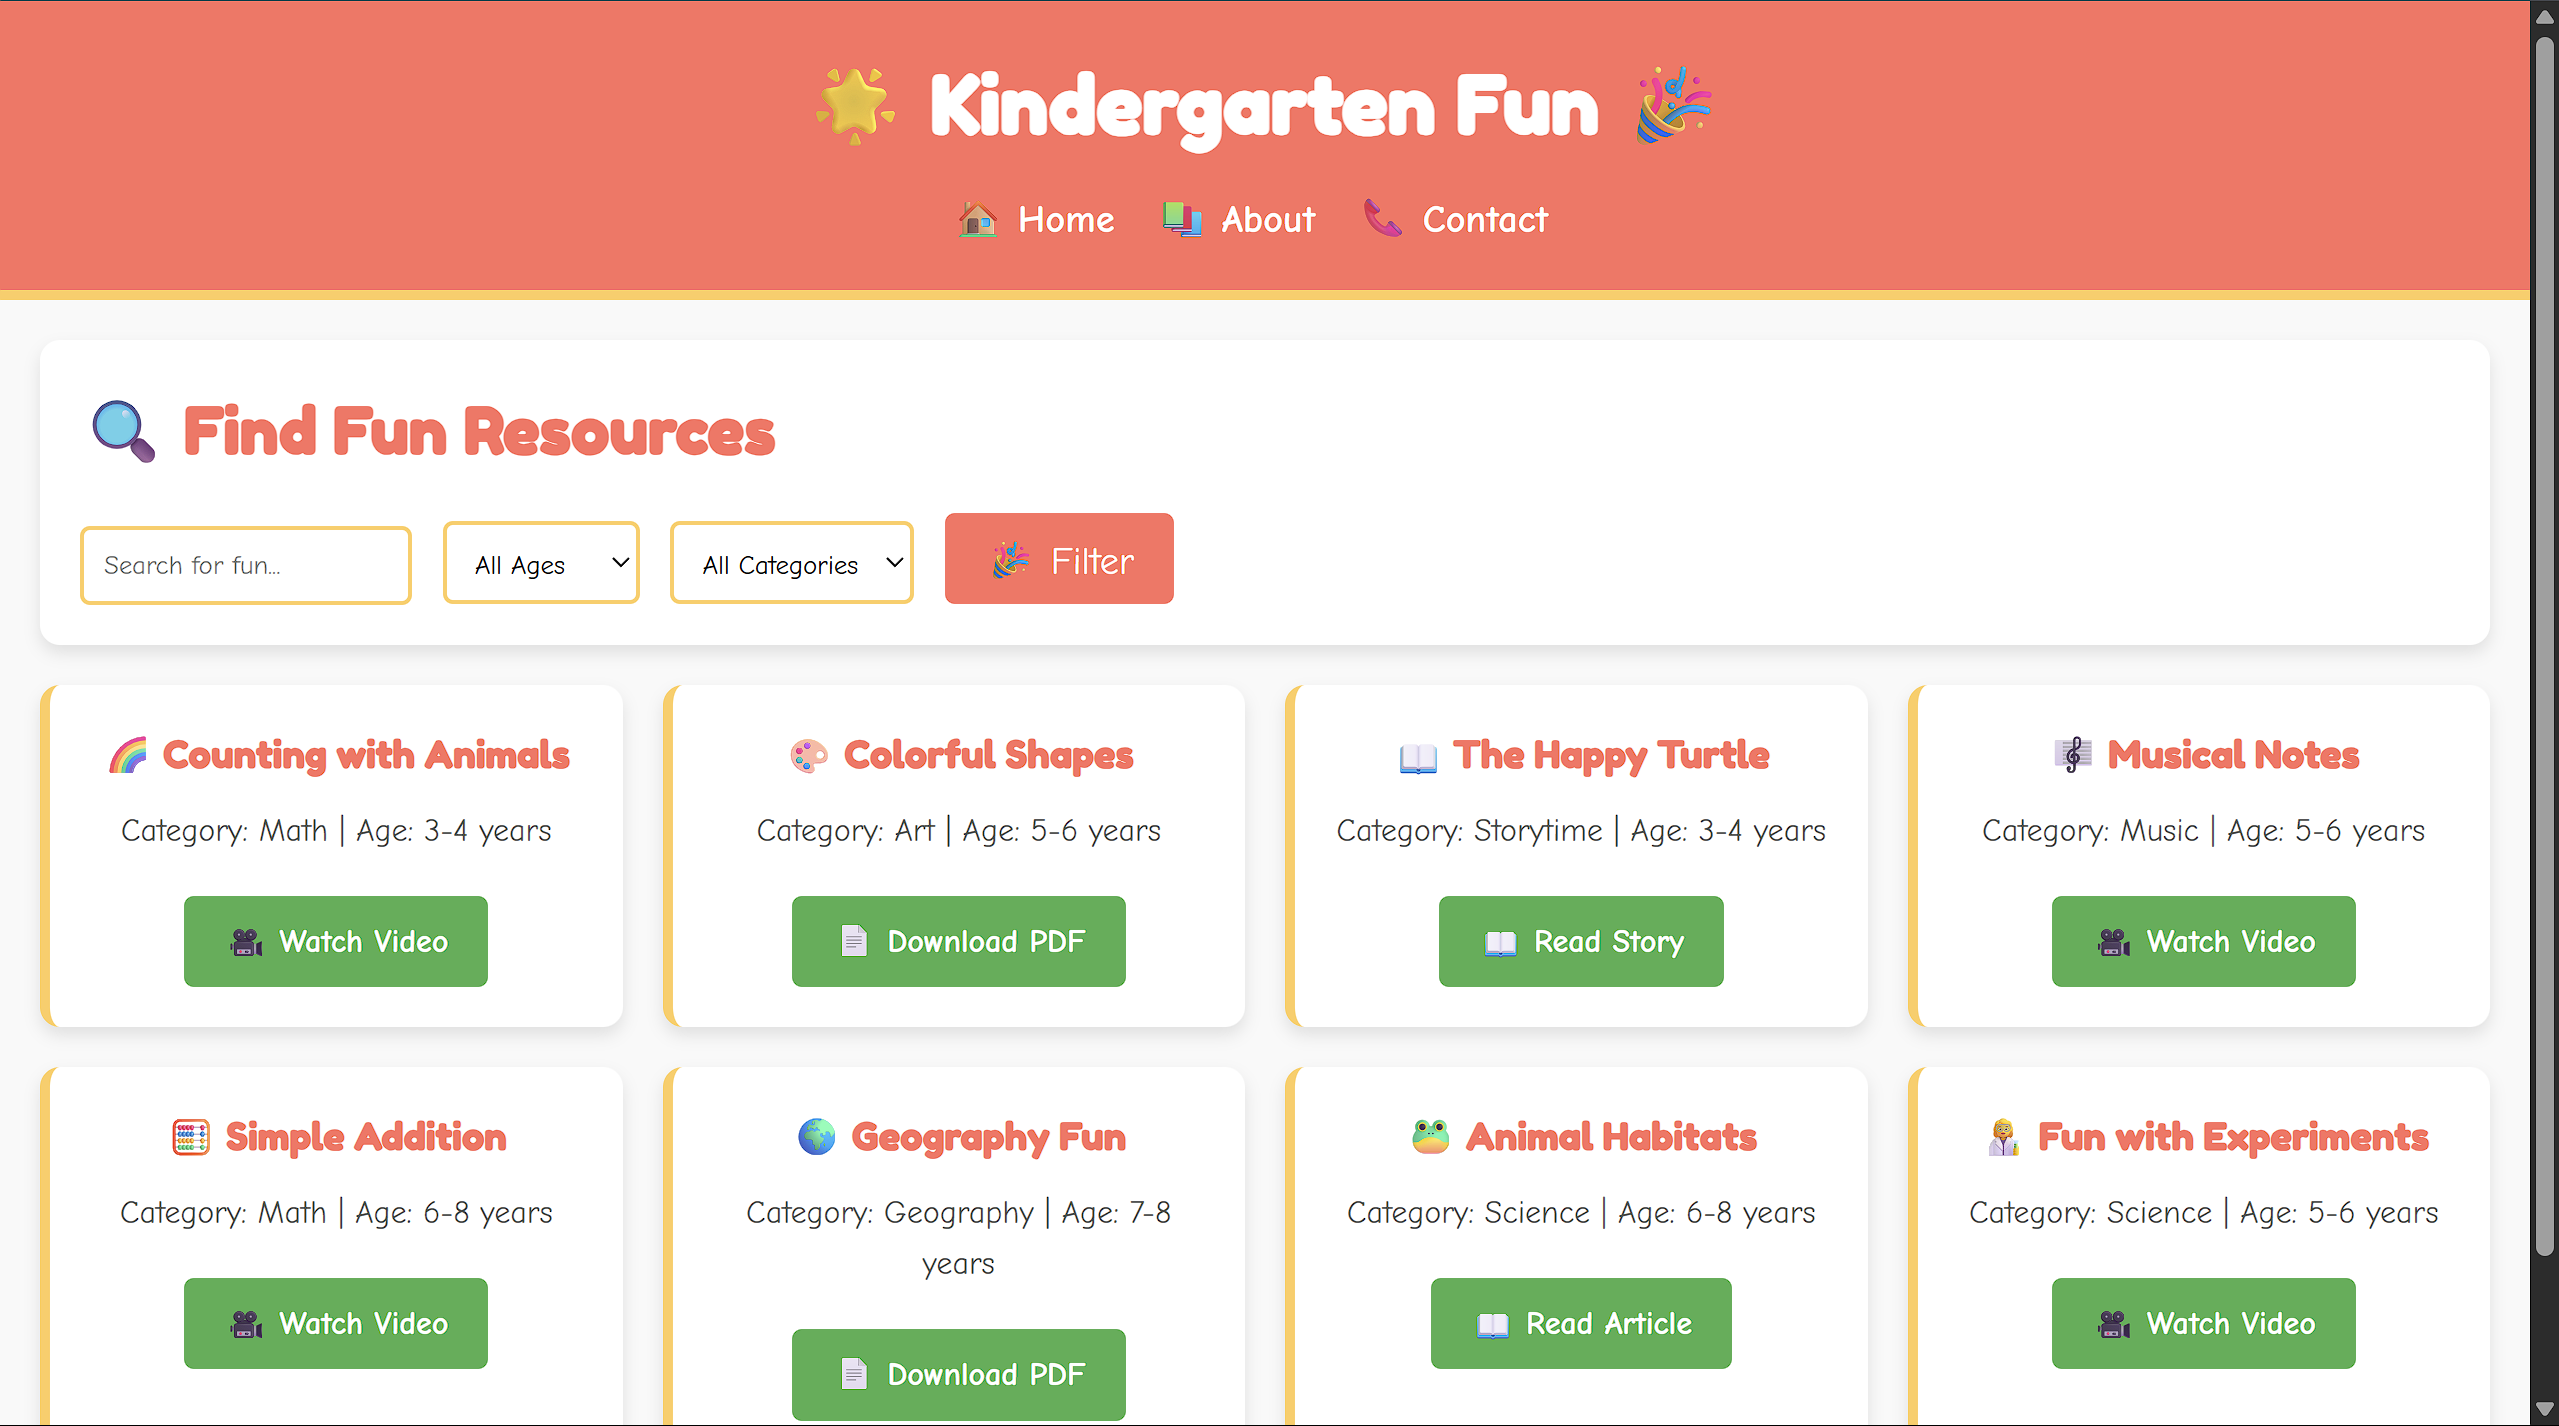 Kindergarten Fun
Home About Contact
Find Fun Resources
Search for fun...
All Ages
All Categories
Filter
Counting with Animals
Category: Math | Age: 3-4 years
Watch Video
Colorful Shapes
Category: Art | Age: 5-6 years
Download PDF
The Happy Turtle
Category: Storytime | Age: 3-4 years
Read Story
Musical Notes
Category: Music | Age: 5-6 years
Watch Video
Simple Addition
Category: Math | Age: 6-8 years
Watch Video
Geography Fun
Category: Geography | Age: 7-8
years
Download PDF
Animal Habitats
Category: Science | Age: 6-8 years
Read Article
Fun with Experiments
Category: Science | Age: 5-6 years
Watch Video